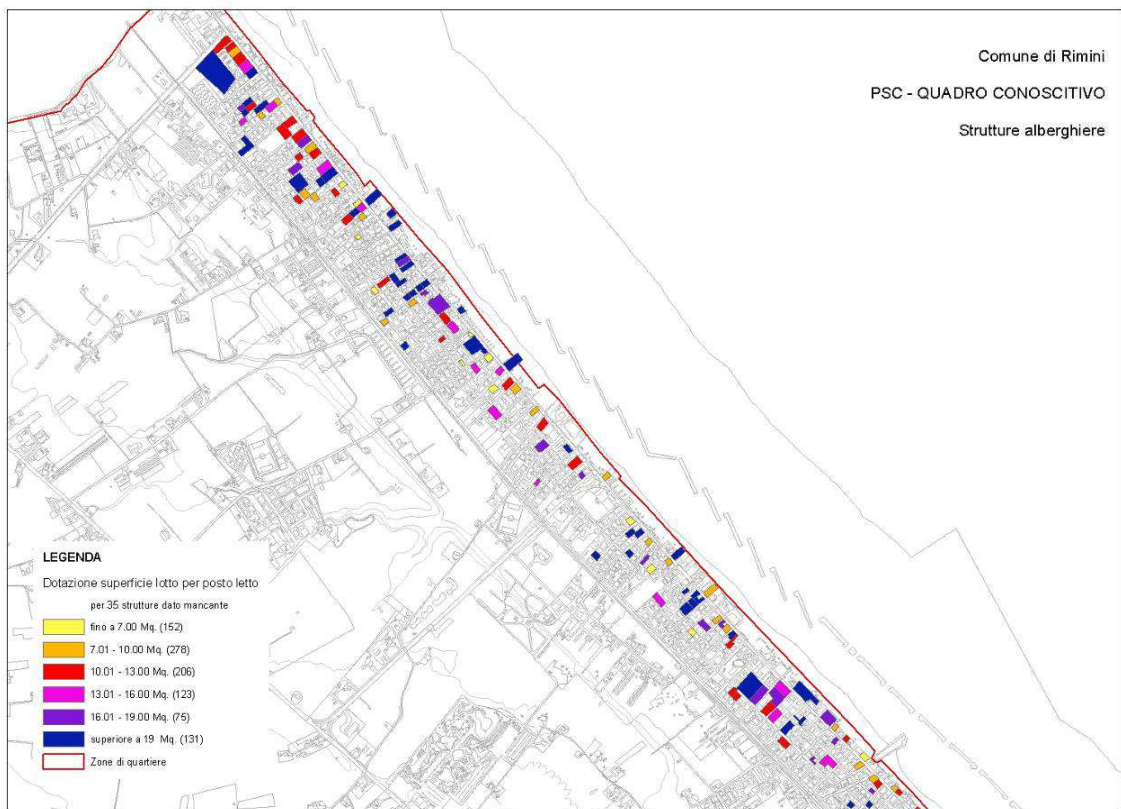 Comune di Rimini
PSC - QUADRO CONOSCITIVO
Strutture alberghiere
LEGENDA
Dotazione superficie lotto per posto letto
per 35 strutture dato mancante
fino a 7.00 Mq. (152)
7.01 - 10.00 Mq. (278)
10.01 - 13.00 Mq. (206)
13.01 - 16.00 Mq. (123)
16.01 - 19.00 Mq. (75)
superiore a 19 Mq. (131)
Zone di quartiere